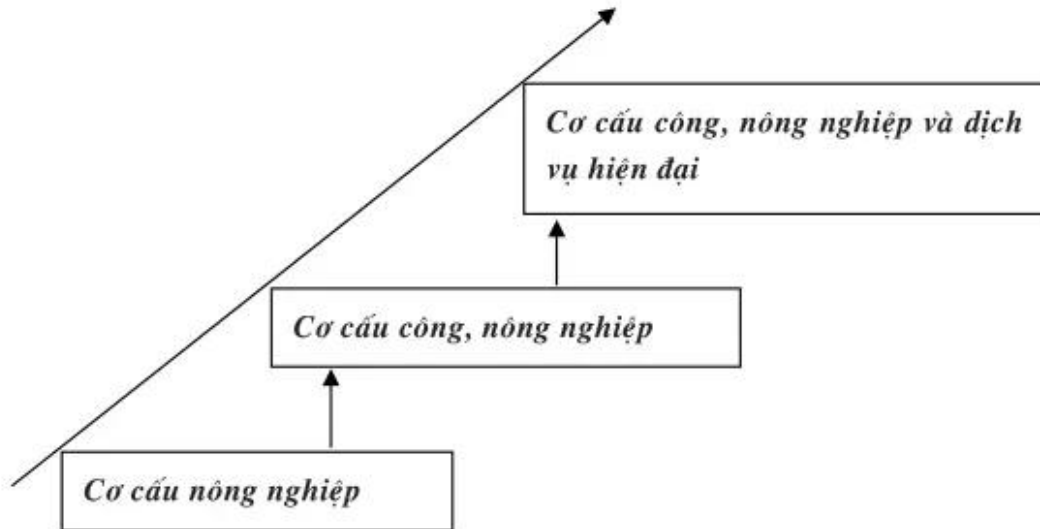 Cơ cấu công, nông nghiệp và dịch
vụ hiện đại
Cơ cấu công, nông nghiệp
Cơ cấu nông nghiệp